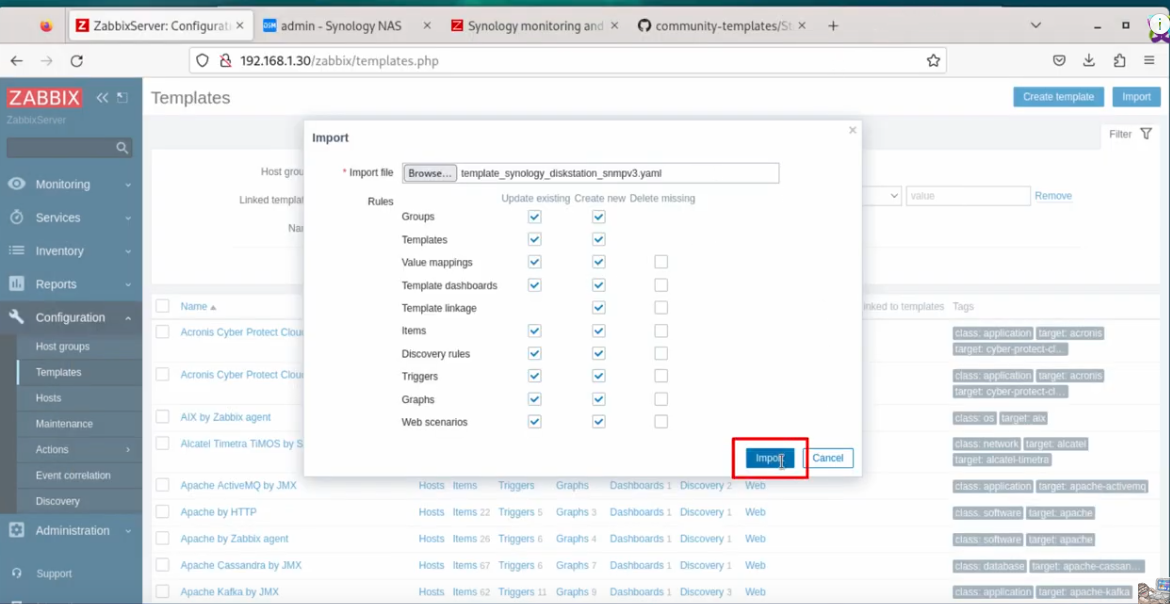 ZabbixServer: Configurati
admin - Synology NAS
Synology monitoring and
community-templates/St
192.168.1.30/zabbix/templates.php
ZABBIX
ZabbixServer
Templates
Create template
Import
Filter
Monitoring
Services
Inventory
Reports
Configuration
Host groups
Templates
Hosts
Maintenance
Actions
Event correlation
Discovery
Administration
Support
Host grou
Linked templat
Na
value
Remove
Import
* Import file
Browse...
template_synology_diskstation_snmpv3.yaml
Rules
Update existing Create new Delete missing
Groups
Templates
Value mappings
Template dashboards
Template linkage
Items
Discovery rules
Triggers
Graphs
Web scenarios
Import
Cancel
Name
inked to templates
Tags
Acronis Cyber Protect Clou
class: application target: acronis
target: cyber-protect-cl...
Acronis Cyber Protect Clou
class: application target: acronis
target: cyber-protect-cl...
AIX by Zabbix agent
class: os target: aix
Alcatel Timetra TiMOS by S
class: network target: alcatel
target: alcatel-timetra
Apache ActiveMQ by JMX Hosts Items Triggers Graphs Dashboards 1 Discovery 2 Web class: application target: apache-activemq
Apache by HTTP Hosts Items 22 Triggers 5 Graphs 3 Dashboards 1 Discovery 1 Web class: software target: apache
Apache by Zabbix agent Hosts Items 26 Triggers 6 Graphs 4 Dashboards 1 Discovery 1 Web class: software target: apache
Apache Cassandra by JMX Hosts Items 67 Triggers 6 Graphs 7 Dashboards 1 Discovery 1 Web class: database target: apache-cassan...
Apache Kafka by JMX Hosts Items 62 Triggers 11 Graphs 9 Dashboards 1 Discovery 3 Web class: application target: apache-kafka